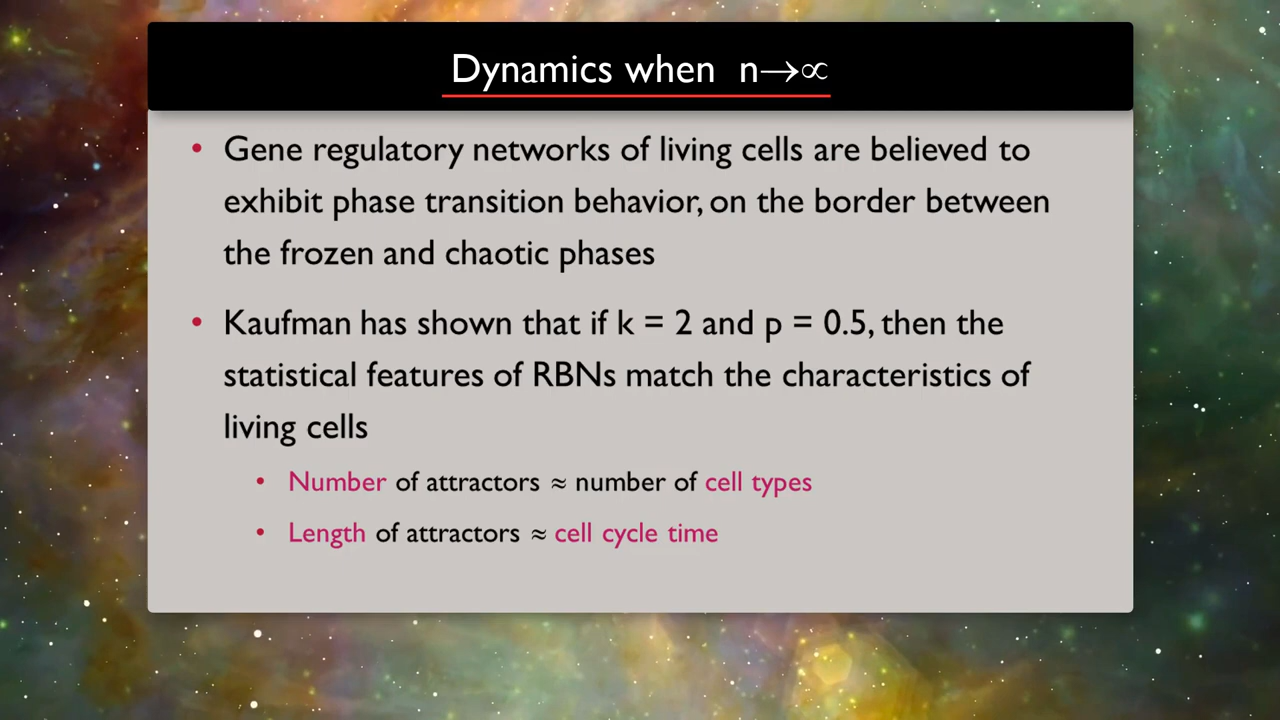 Dynamics when n→∝
• Gene regulatory networks of living cells are believed to
exhibit phase transition behavior, on the border between
the frozen and chaotic phases
• Kaufman has shown that if k = 2 and p = 0.5, then the
statistical features of RBNs match the characteristics of
living cells
• Number of attractors ≈ number of cell types
• Length of attractors ≈ cell cycle time